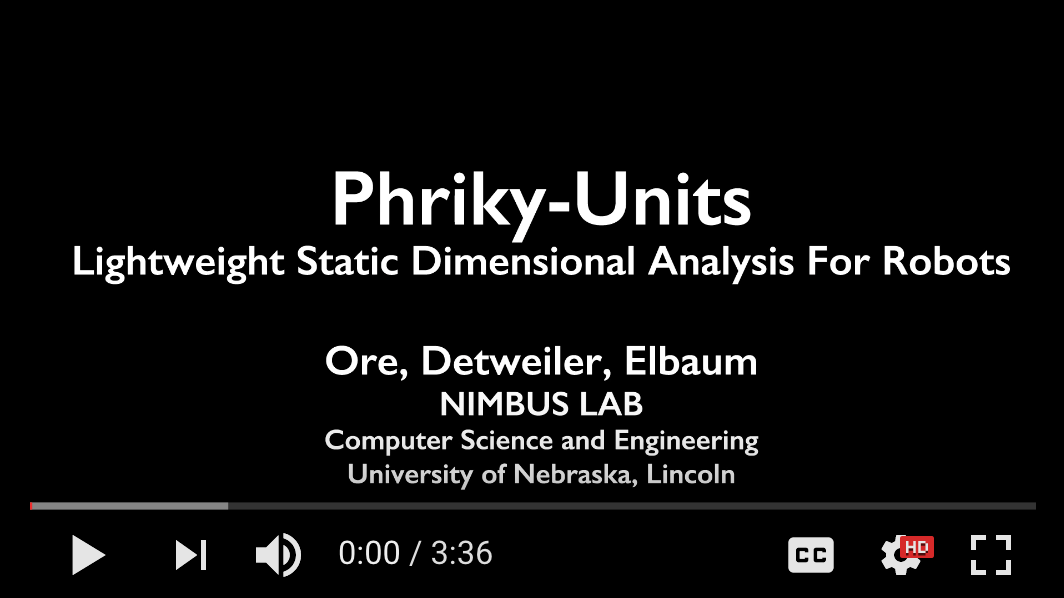 Phriky-Units
Lightweight Static Dimensional Analysis For Robots
Ore, Detweiler, Elbaum
NIMBUS LAB
Computer Science and Engineering
University of Nebraska, Lincoln
0:00 / 3:36
CC
HD